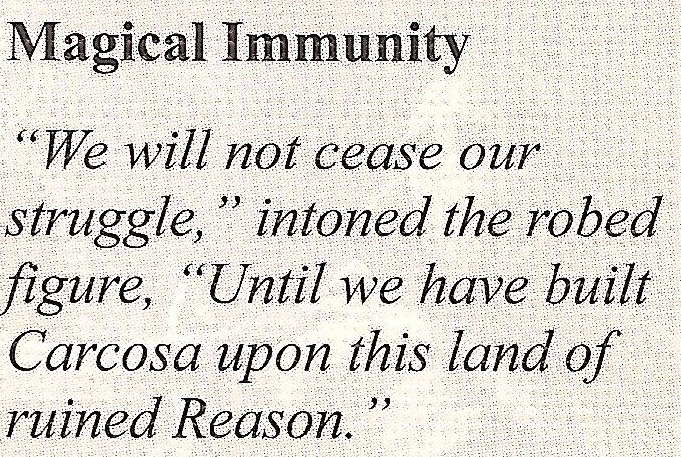 Magical Immunity
“We will not cease our
struggle,” intoned the robed
figure, “Until we have built
Carcosa upon this land of
ruined Reason.”